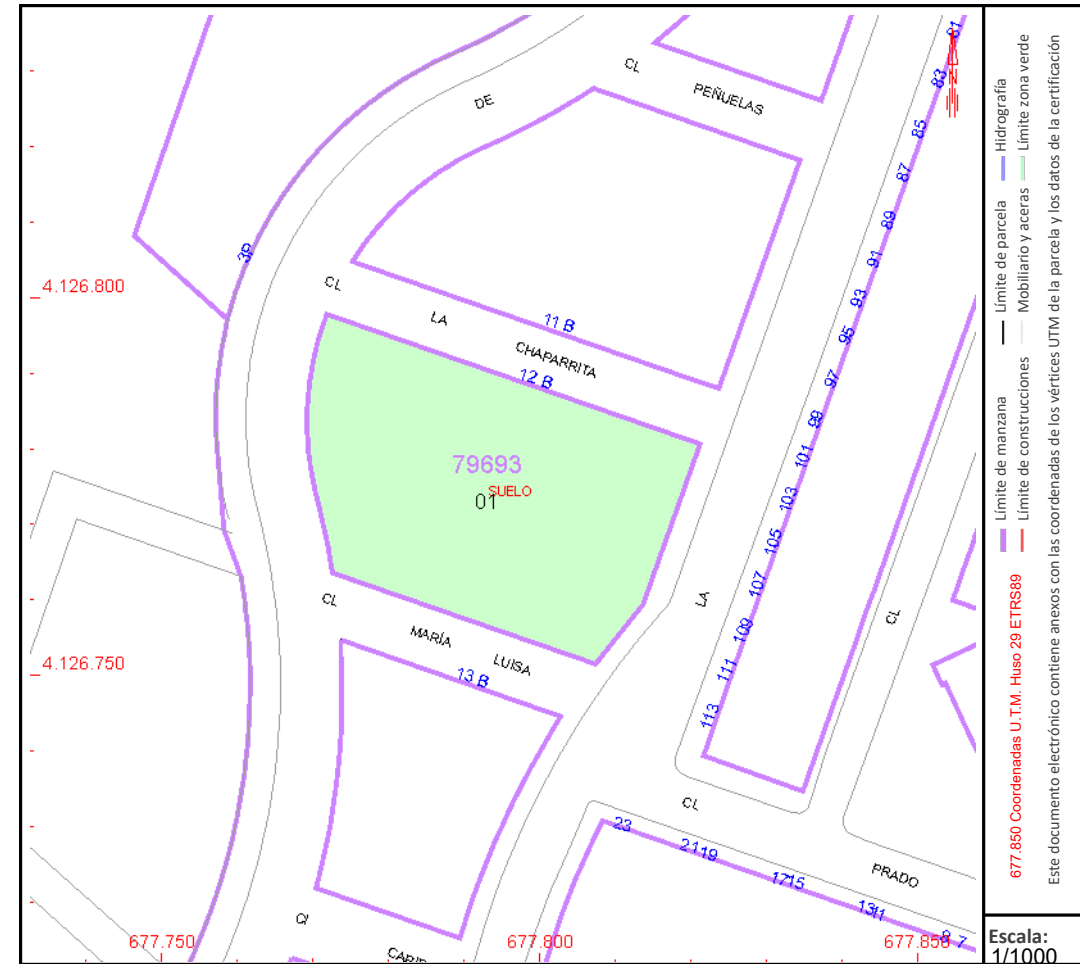 CL
PEÑUELAS
DE
39
4.126.800
CL
LA
CHAPARRITA
11 B
12 B
79693
SUELO
01
CL
MARÍA
LUISA
13 B
4.126.750
81
83
85
87
89
91
93
95
97
99
101
103
105
107
109
111
113
LA
CL
CL
PRADO
23
2119
1715
1311
9 7
677.750
677.800
677.850
Límite de manzana
Límite de parcela
Hidrografía
Límite de construcciones
Mobiliario y aceras
Límite zona verde
677.850 Coordenadas U.T.M. Huso 29 ETRS89
Este documento electrónico contiene anexos con las coordenadas de los vértices UTM de la parcela y los datos de la certificación
Escala:
1/1000